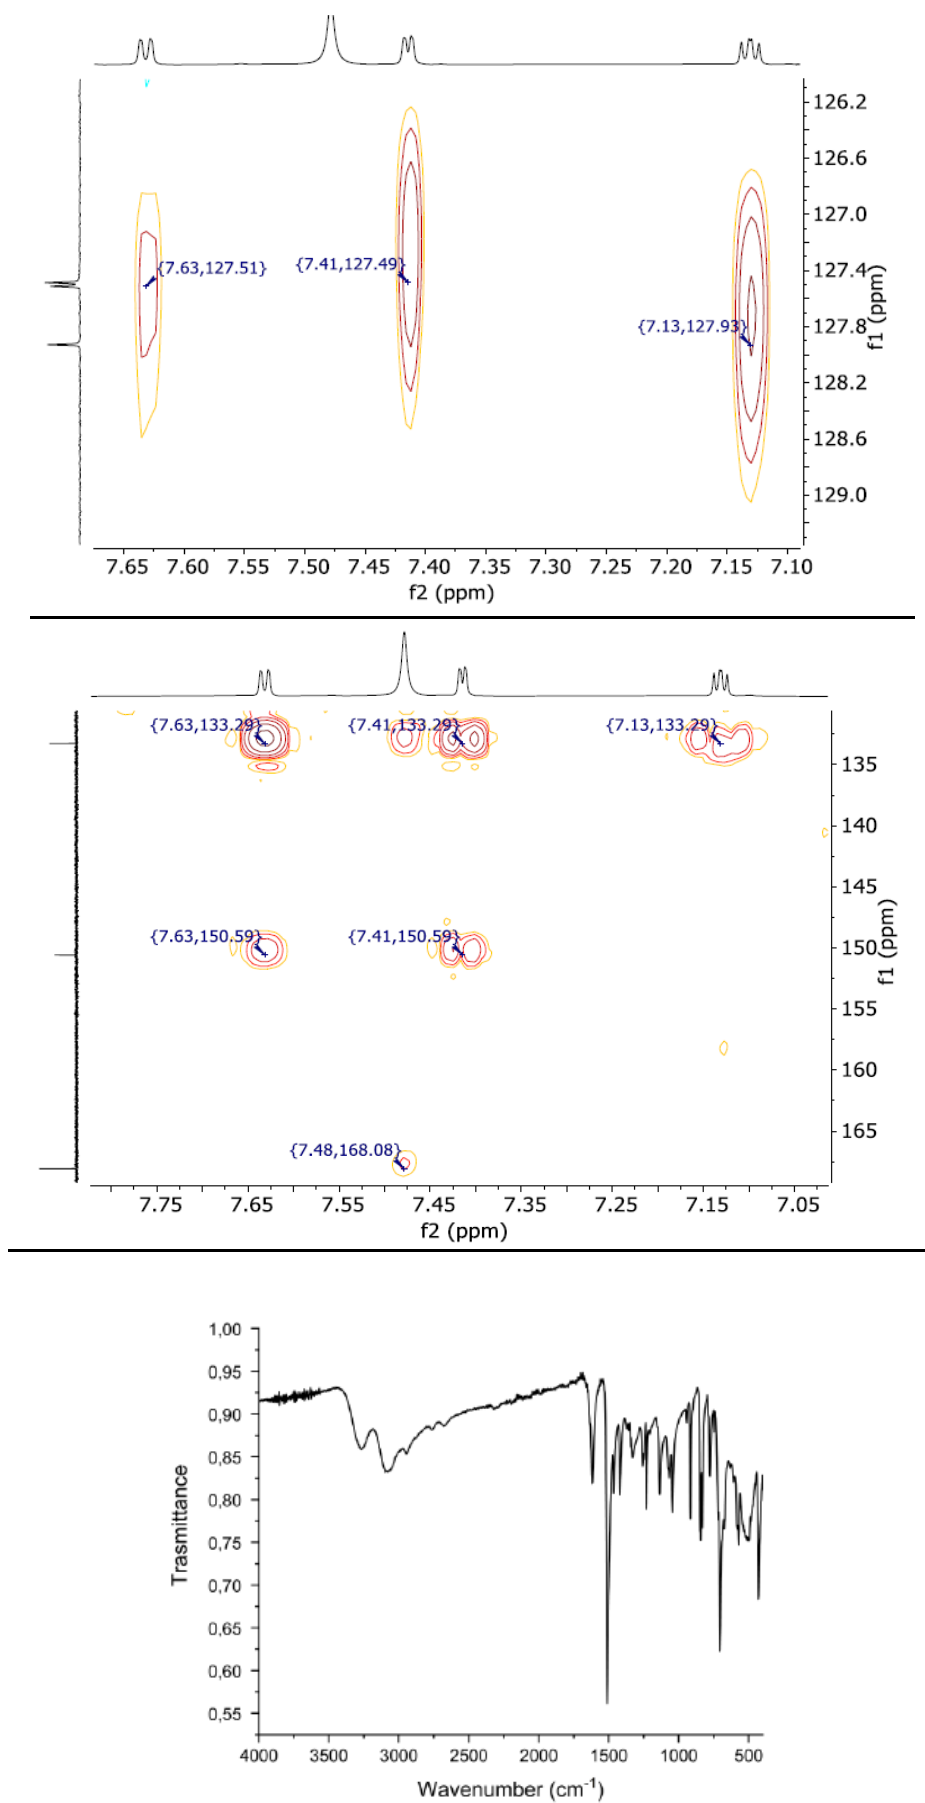 126.2
126.6
127.0
{7.63,127.51} {7.41,127.49} 127.4
{7.13,127.93} 127.8
128.2
128.6
129.0
f1 (ppm)
7.65 7.60 7.55 7.50 7.45 7.40 7.35 7.30 7.25 7.20 7.15 7.10
f2 (ppm)
{7.63,133.29} {7.41,133.29} {7.13,133.29}
135
140
145
{7.63,150.59} {7.41,150.59} 150
155
160
165
{7.48,168.08}
f1 (ppm)
7.75 7.65 7.55 7.45 7.35 7.25 7.15 7.05
f2 (ppm)
1,00
0,95
0,90
0,85
0,80
0,75
0,70
0,65
0,60
0,55
Trasmittance
4000 3500 3000 2500 2000 1500 1000 500
Wavenumber (cm⁻¹)